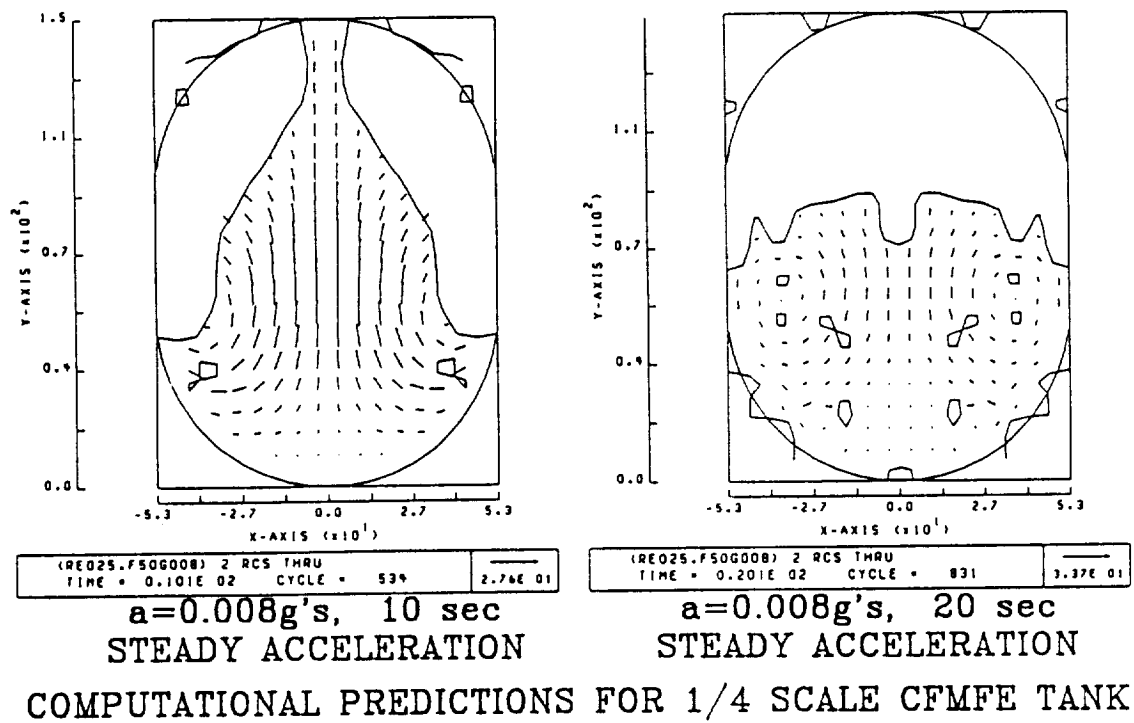 1.5
1.1
0.7
0.4
0.0
Y-AXIS (x10²)
-5.3 -2.7 0.0 2.7 5.3
X-AXIS (x10¹)
(RE025.F50G008) 2 RCS THRU
TIME = 0.101E 02 CYCLE = 534
2.76E 01
a=0.008g's, 10 sec
STEADY ACCELERATION
1.1
0.7
0.4
0.0
Y-AXIS (x10²)
-5.3 -2.7 0.0 2.7 5.3
X-AXIS (x10¹)
(RE025.F50G008) 2 RCS THRU
TIME = 0.201E 02 CYCLE = 831
3.37E 01
a=0.008g's, 20 sec
STEADY ACCELERATION
COMPUTATIONAL PREDICTIONS FOR 1/4 SCALE CFMFE TANK